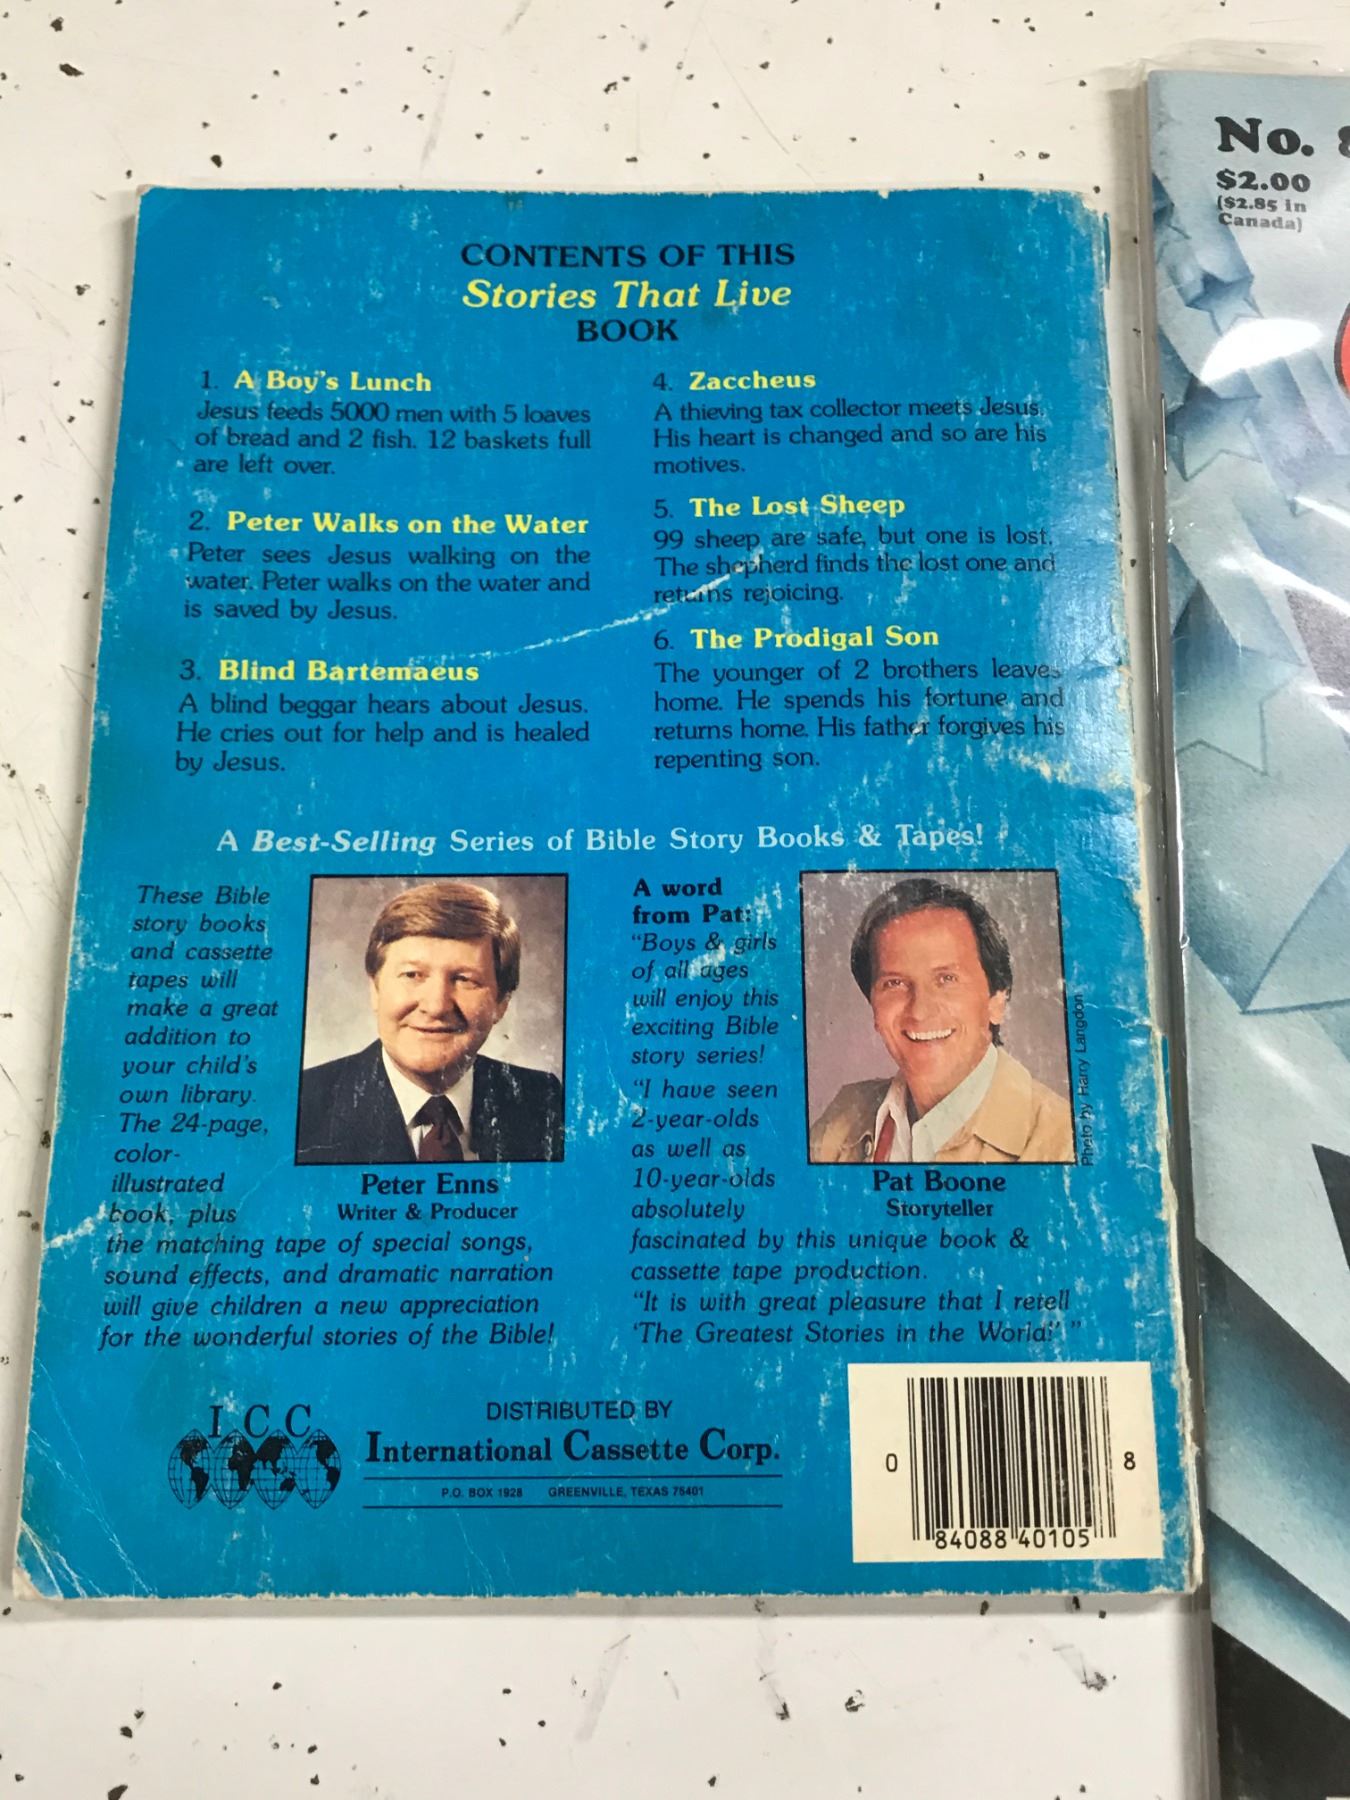 CONTENTS OF THIS
Stories That Live
BOOK
1. A Boy's Lunch
Jesus feeds 5000 men with 5 loaves
of bread and 2 fish. 12 baskets full
are left over.
2. Peter Walks on the Water
Peter sees Jesus walking on the
water. Peter walks on the water and
is saved by Jesus.
3. Blind Bartemaeus
A blind beggar hears about Jesus.
He cries out for help and is healed
by Jesus.
4. Zaccheus
A thieving tax collector meets Jesus.
His heart is changed and so are his
motives.
5. The Lost Sheep
99 sheep are safe, but one is lost.
The shepherd finds the lost one and
returns rejoicing.
6. The Prodigal Son
The younger of 2 brothers leaves
home. He spends his fortune and
returns home. His father forgives his
repenting son.
A Best-Selling Series of Bible Story Books & Tapes!
These Bible
story books
and cassette
tapes will
make a great
addition to
your child's
own library.
The 24-page,
color-
illustrated
book, plus
the matching tape of special songs,
sound effects, and dramatic narration
will give children a new appreciation
for the wonderful stories of the Bible!
Peter Enns
Writer & Producer
A word
from Pat:
"Boys & girls
of all ages
will enjoy this
exciting Bible
story series!
"I have seen
2-year-olds
as well as
10-year-olds
absolutely
fascinated by this unique book &
cassette tape production.
"It is with great pleasure that I retell
'The Greatest Stories in the World!' "
Pat Boone
Storyteller
Photo by Harry Langdon
I.C.C.
DISTRIBUTED BY
International Cassette Corp.
P.O. BOX 1928 GREENVILLE, TEXAS 75401
0 84088 40105 8
No.
$2.00
($2.85 in
Canada)